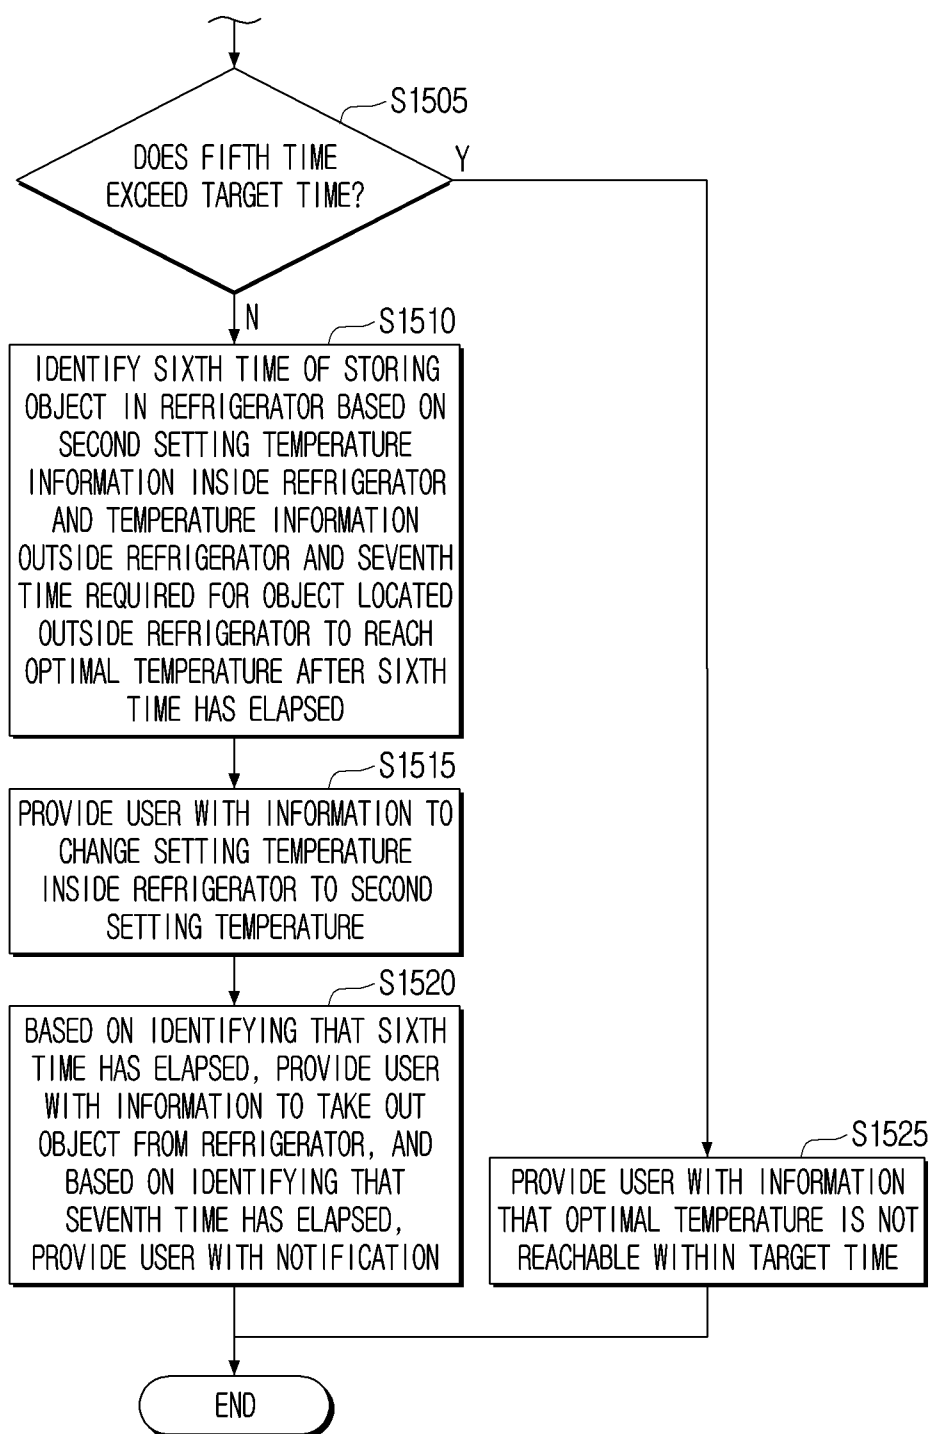 S1505
DOES FIFTH TIME
EXCEED TARGET TIME?
Y
N
S1510
IDENTIFY SIXTH TIME OF STORING
OBJECT IN REFRIGERATOR BASED ON
SECOND SETTING TEMPERATURE
INFORMATION INSIDE REFRIGERATOR
AND TEMPERATURE INFORMATION
OUTSIDE REFRIGERATOR AND SEVENTH
TIME REQUIRED FOR OBJECT LOCATED
OUTSIDE REFRIGERATOR TO REACH
OPTIMAL TEMPERATURE AFTER SIXTH
TIME HAS ELAPSED
S1515
PROVIDE USER WITH INFORMATION TO
CHANGE SETTING TEMPERATURE
INSIDE REFRIGERATOR TO SECOND
SETTING TEMPERATURE
S1520
BASED ON IDENTIFYING THAT SIXTH
TIME HAS ELAPSED, PROVIDE USER
WITH INFORMATION TO TAKE OUT
OBJECT FROM REFRIGERATOR, AND
BASED ON IDENTIFYING THAT
SEVENTH TIME HAS ELAPSED,
PROVIDE USER WITH NOTIFICATION
S1525
PROVIDE USER WITH INFORMATION
THAT OPTIMAL TEMPERATURE IS NOT
REACHABLE WITHIN TARGET TIME
END